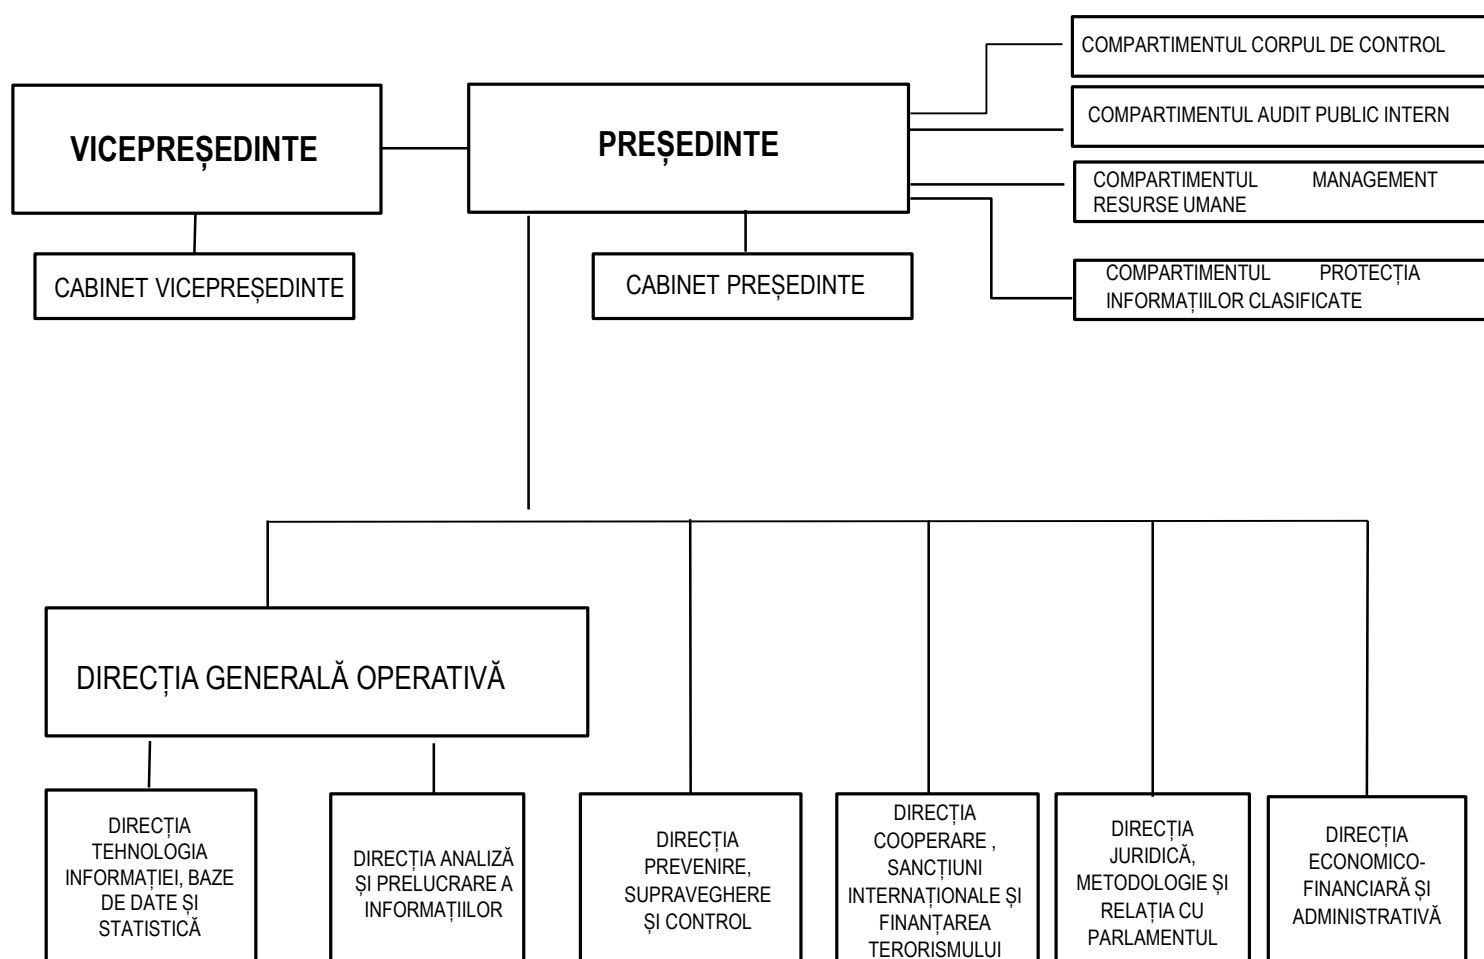 COMPARTIMENTUL CORPUL DE CONTROL
VICEPREȘEDINTE
PREȘEDINTE
COMPARTIMENTUL AUDIT PUBLIC INTERN
COMPARTIMENTUL MANAGEMENT
RESURSE UMANE
CABINET VICEPREȘEDINTE
CABINET PREȘEDINTE
COMPARTIMENTUL PROTECȚIA
INFORMAȚIILOR CLASIFICATE
DIRECȚIA GENERALĂ OPERATIVĂ
DIRECȚIA
TEHNOLOGIA
INFORMAȚIEI, BAZE
DE DATE ȘI
STATISTICĂ
DIRECȚIA ANALIZĂ
ȘI PRELUCRARE A
INFORMAȚIILOR
DIRECȚIA
PREVENIRE,
SUPRAVEGHERE
ȘI CONTROL
DIRECȚIA
COOPERARE ,
SANCȚIUNI
INTERNAȚIONALE ȘI
FINANȚAREA
TERORISMULUI
DIRECȚIA
JURIDICĂ,
METODOLOGIE ȘI
RELAȚIA CU
PARLAMENTUL
DIRECȚIA
ECONOMICO-
FINANCIARĂ ȘI
ADMINISTRATIVĂ